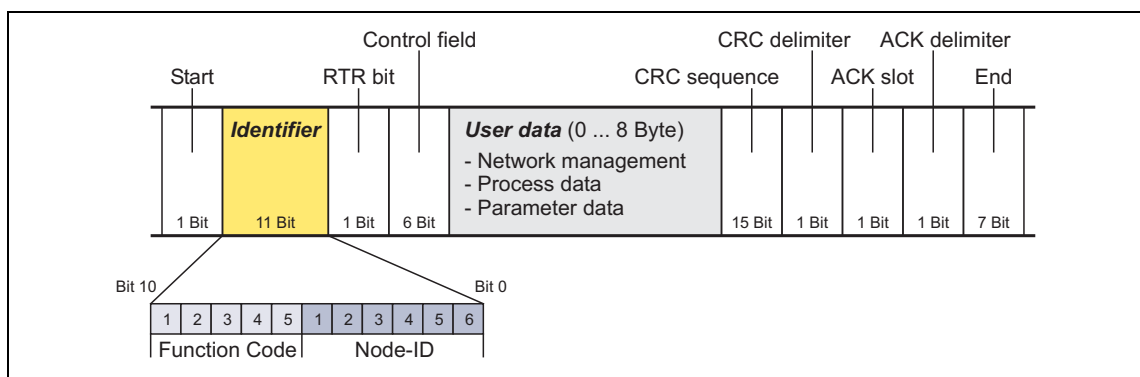 Control field CRC delimiter ACK delimiter
Start RTR bit CRC sequence ACK slot End
Identifier User data (0 ... 8 Byte)
- Network management
- Process data
- Parameter data
1 Bit 11 Bit 1 Bit 6 Bit 15 Bit 1 Bit 1 Bit 1 Bit 7 Bit
Bit 10 Bit 0
1 2 3 4 5 1 2 3 4 5 6
Function Code Node-ID